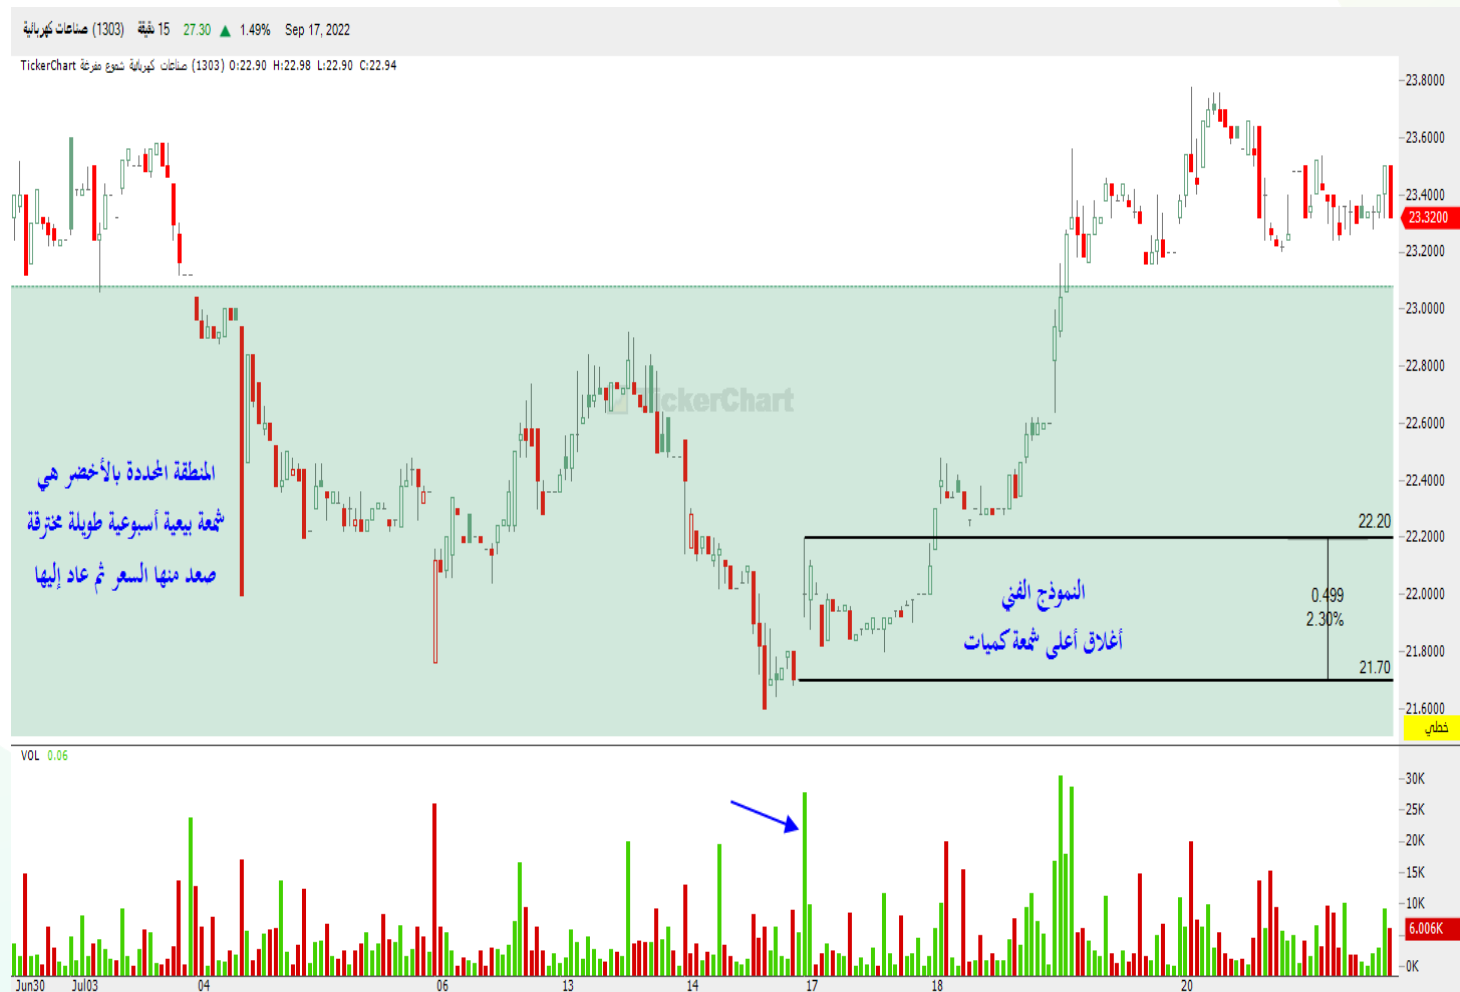 صناعات كهربائية (1303) 15 دقيقة 27.30 ▲ 1.49% Sep 17, 2022
TickerChart صناعات كهربائية شموع مفرغة (1303) O:22.90 H:22.98 L:22.90 C:22.94
23.8000
23.6000
23.4000
23.3200
23.2000
23.0000
22.8000
22.6000
22.4000
22.2000
22.0000
21.8000
21.6000
خطي
TickerChart
المنطقة المحددة بالأخضر هي
شمعة بيعية أسبوعية طويلة مخترقة
صعد منها السعر ثم عاد إليها
22.20
النموذج الفني
أغلاق أعلى شمعة كميات
0.499
2.30%
21.70
VOL 0.06
30K
25K
20K
15K
10K
6.006K
0K
Jun30 Jul03 04 06 13 14 17 18 20